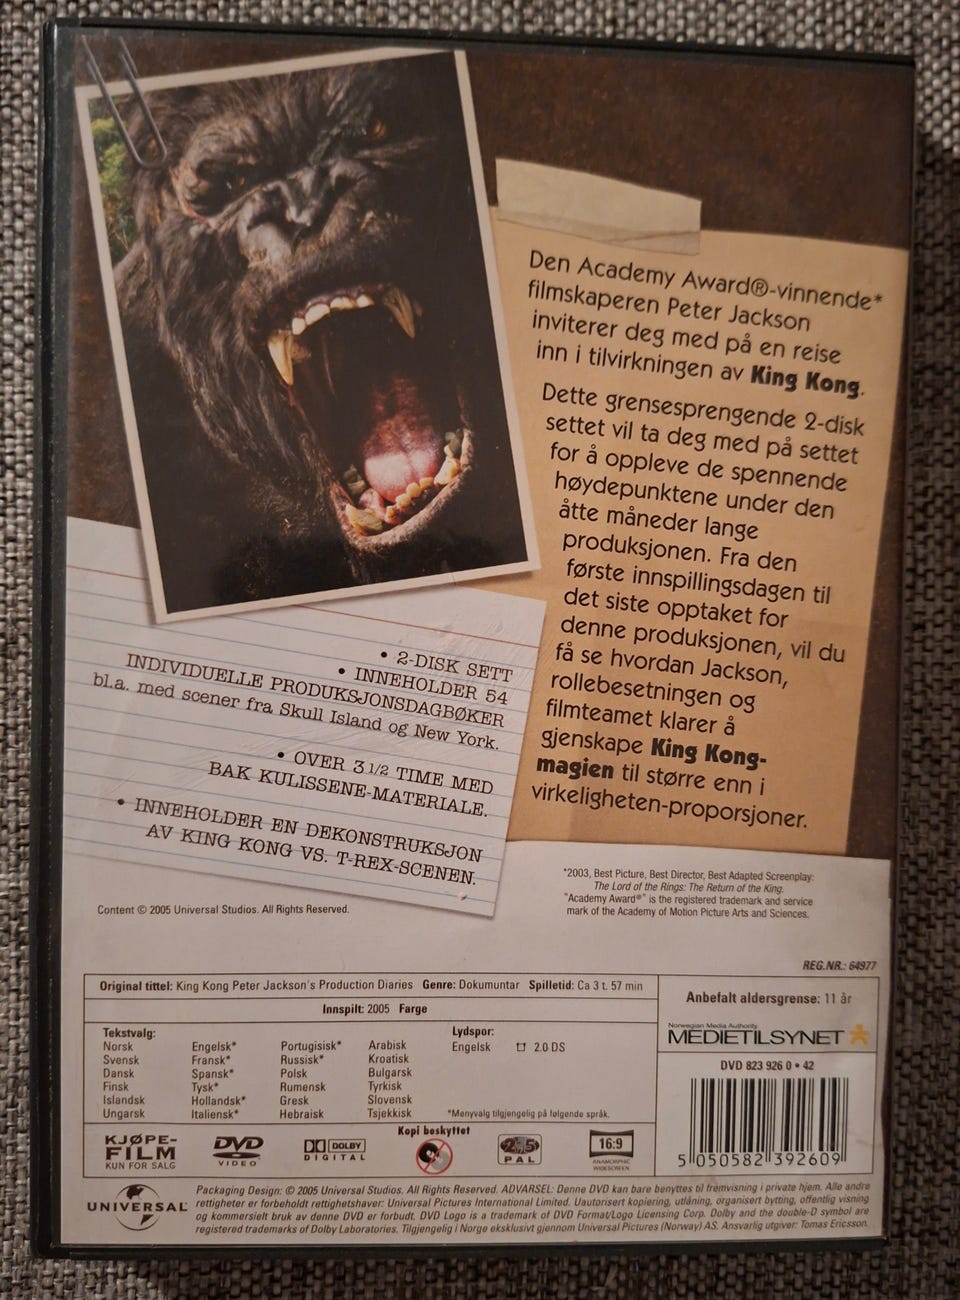 Den Academy Award®-vinnende*
filmskaperen Peter Jackson
inviterer deg med på en reise
inn i tilvirkningen av King Kong.
Dette grensesprengende 2-disk
settet vil ta deg med på settet
for å oppleve de spennende
høydepunktene under den
åtte måneder lange
produksjonen. Fra den
første innspillingsdagen til
det siste opptaket for
denne produksjonen, vil du
få se hvordan Jackson,
rollebesetningen og
filmteamet klarer å
gjenskape King Kong-
magien til større enn i
virkeligheten-proporsjoner.
• 2-DISK SETT
• INNEHOLDER 54
INDIVIDUELLE PRODUKSJONSDAGBØKER
bl.a. med scener fra Skull Island og New York.
• OVER 3 1/2 TIME MED
BAK KULISSENE-MATERIALE.
• INNEHOLDER EN DEKONSTRUKSJON
AV KING KONG VS. T-REX-SCENEN.
*2003, Best Picture, Best Director, Best Adapted Screenplay:
The Lord of the Rings: The Return of the King.
"Academy Award®" is the registered trademark and service
mark of the Academy of Motion Picture Arts and Sciences.
Content © 2005 Universal Studios. All Rights Reserved.
REG.NR.: 64977
Original tittel: King Kong Peter Jackson's Production Diaries Genre: Dokumuntar Spilletid: Ca 3 t. 57 min
Innspilt: 2005 Farge
Tekstvalg:
Norsk Engelsk* Portugisisk* Arabisk
Svensk Fransk* Russisk* Kroatisk
Dansk Spansk* Polsk Bulgarsk
Finsk Tysk* Rumensk Tyrkisk
Islandsk Hollandsk* Gresk Slovensk
Ungarsk Italiensk* Hebraisk Tsjekkisk
Lydspor:
Engelsk 2.0 DS
*Menyvalg tilgjengelig på følgende språk.
Anbefalt aldersgrense: 11 år
Norwegian Media Authority
MEDIETILSYNET
DVD 823 926 0 • 42
5 050582 392609
KJØPE-
FILM
KUN FOR SALG
DVD
VIDEO
DOLBY
DIGITAL
Kopi beskyttet
2+5
PAL
16:9
ANAMORPHIC
WIDESCREEN
UNIVERSAL
Packaging Design: © 2005 Universal Studios. All Rights Reserved. ADVARSEL: Denne DVD kan bare benyttes til fremvisning i private hjem. Alle andre
rettigheter er forbeholdt rettighetshaver: Universal Pictures International Limited. Uautorisert kopiering, utlåning, organisert bytting, offentlig visning
og kommersielt bruk av denne DVD er forbudt. DVD Logo is a trademark of DVD Format/Logo Licensing Corp. Dolby and the double-D symbol are
registered trademarks of Dolby Laboratories. Tilgjengelig i Norge eksklusivt gjennom Universal Pictures (Norway) AS. Ansvarlig utgiver: Tomas Ericsson.